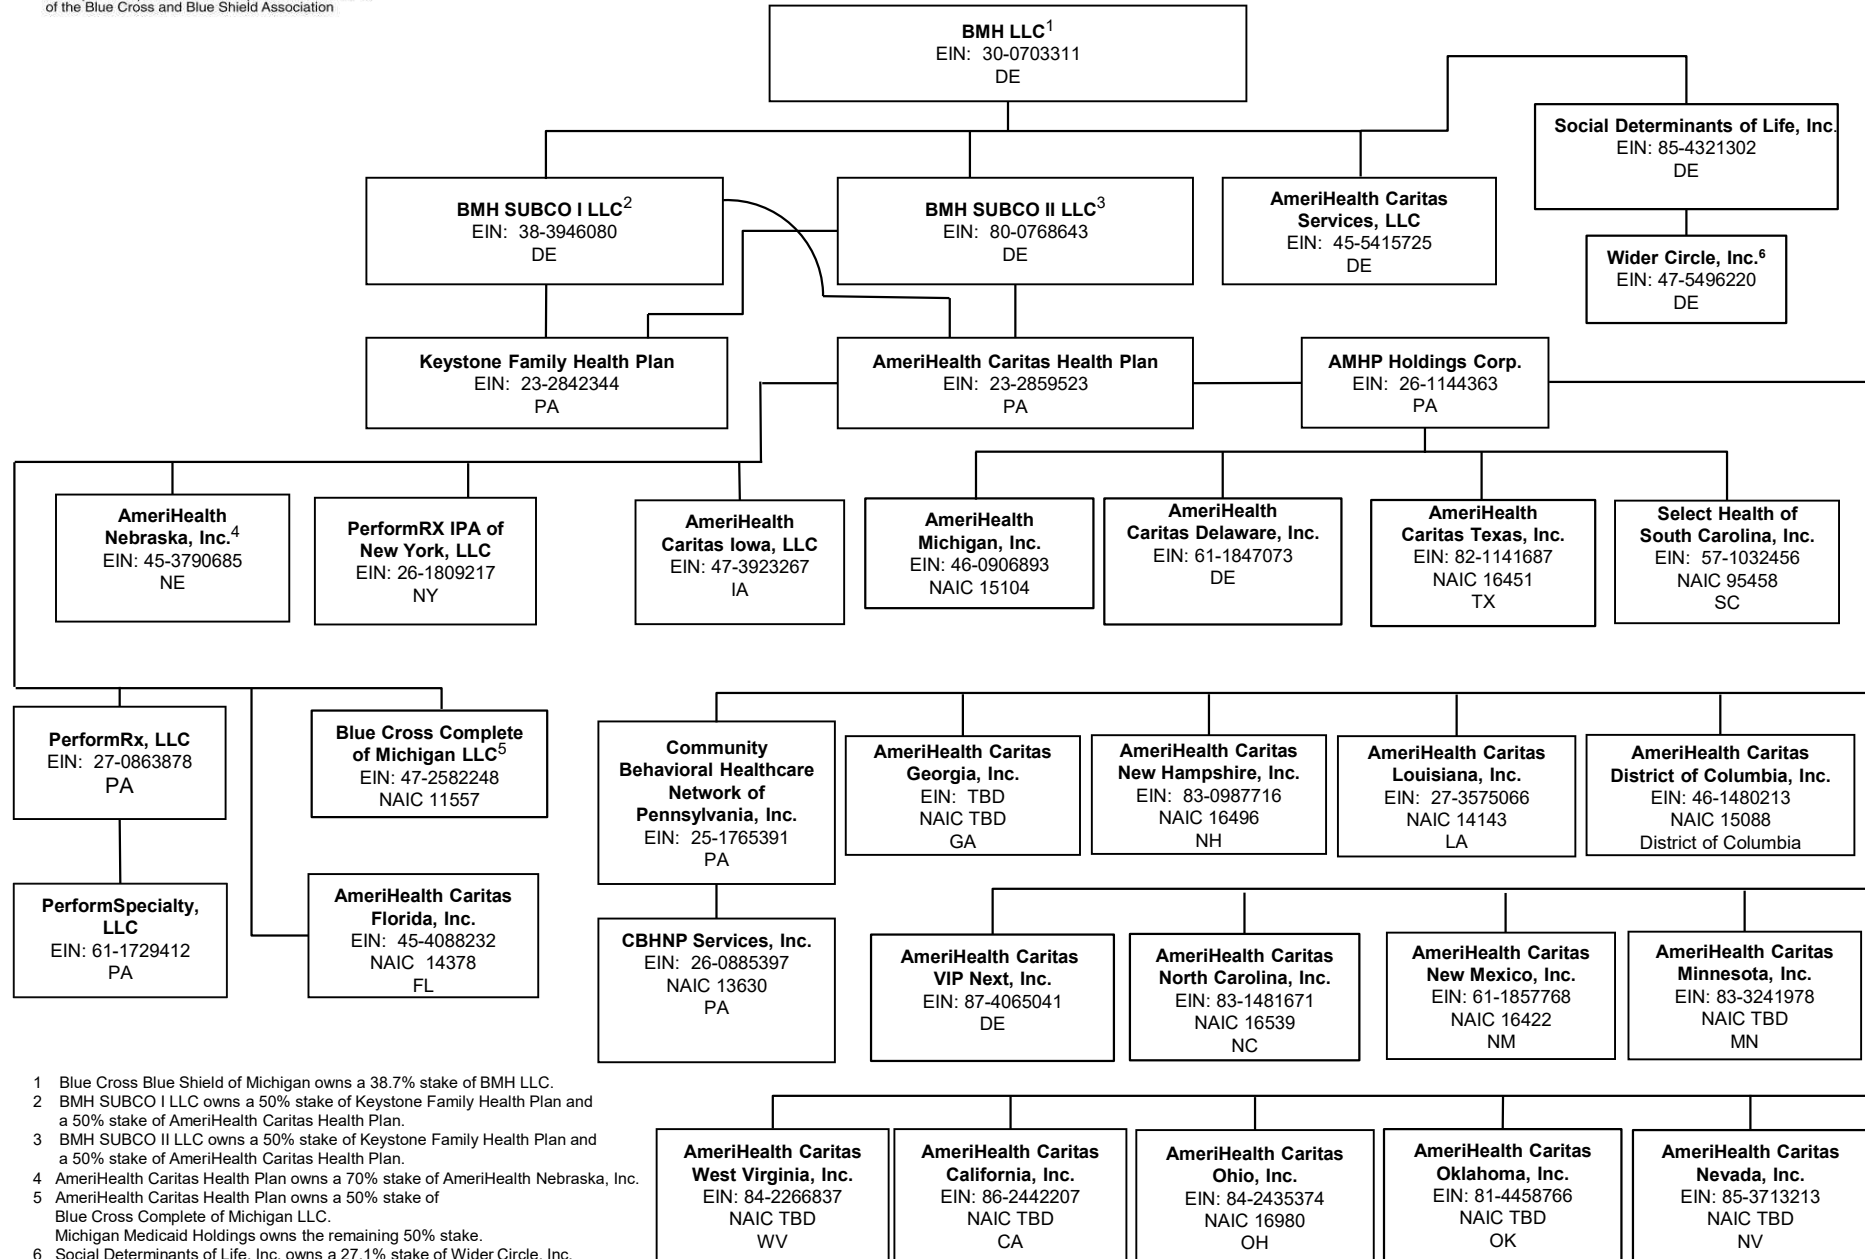 of the Blue Cross and Blue Shield Association
BMH LLC1
EIN: 30-0703311
DE
Social Determinants of Life, Inc.
EIN: 85-4321302
DE
BMH SUBCO I LLC2
EIN: 38-3946080
DE
BMH SUBCO II LLC3
EIN: 80-0768643
DE
AmeriHealth Caritas
Services, LLC
EIN: 45-5415725
DE
Wider Circle, Inc.6
EIN: 47-5496220
DE
Keystone Family Health Plan
EIN: 23-2842344
PA
AmeriHealth Caritas Health Plan
EIN: 23-2859523
PA
AMHP Holdings Corp.
EIN: 26-1144363
PA
AmeriHealth
Nebraska, Inc.4
EIN: 45-3790685
NE
PerformRX IPA of
New York, LLC
EIN: 26-1809217
NY
AmeriHealth
Caritas Iowa, LLC
EIN: 47-3923267
IA
AmeriHealth
Michigan, Inc.
EIN: 46-0906893
NAIC 15104
AmeriHealth
Caritas Delaware, Inc.
EIN: 61-1847073
DE
AmeriHealth
Caritas Texas, Inc.
EIN: 82-1141687
NAIC 16451
TX
Select Health of
South Carolina, Inc.
EIN: 57-1032456
NAIC 95458
SC
PerformRx, LLC
EIN: 27-0863878
PA
Blue Cross Complete
of Michigan LLC5
EIN: 47-2582248
NAIC 11557
Community
Behavioral Healthcare
Network of
Pennsylvania, Inc.
EIN: 25-1765391
PA
AmeriHealth Caritas
Georgia, Inc.
EIN: TBD
NAIC TBD
GA
AmeriHealth Caritas
New Hampshire, Inc.
EIN: 83-0987716
NAIC 16496
NH
AmeriHealth Caritas
Louisiana, Inc.
EIN: 27-3575066
NAIC 14143
LA
AmeriHealth Caritas
District of Columbia, Inc.
EIN: 46-1480213
NAIC 15088
District of Columbia
PerformSpecialty,
LLC
EIN: 61-1729412
PA
AmeriHealth Caritas
Florida, Inc.
EIN: 45-4088232
NAIC 14378
FL
CBHNP Services, Inc.
EIN: 26-0885397
NAIC 13630
PA
AmeriHealth Caritas
VIP Next, Inc.
EIN: 87-4065041
DE
AmeriHealth Caritas
North Carolina, Inc.
EIN: 83-1481671
NAIC 16539
NC
AmeriHealth Caritas
New Mexico, Inc.
EIN: 61-1857768
NAIC 16422
NM
AmeriHealth Caritas
Minnesota, Inc.
EIN: 83-3241978
NAIC TBD
MN
1 Blue Cross Blue Shield of Michigan owns a 38.7% stake of BMH LLC.
2 BMH SUBCO I LLC owns a 50% stake of Keystone Family Health Plan and
a 50% stake of AmeriHealth Caritas Health Plan.
3 BMH SUBCO II LLC owns a 50% stake of Keystone Family Health Plan and
a 50% stake of AmeriHealth Caritas Health Plan.
4 AmeriHealth Caritas Health Plan owns a 70% stake of AmeriHealth Nebraska, Inc.
5 AmeriHealth Caritas Health Plan owns a 50% stake of
Blue Cross Complete of Michigan LLC.
Michigan Medicaid Holdings owns the remaining 50% stake.
6 Social Determinants of Life, Inc. owns a 27.1% stake of Wider Circle, Inc.
AmeriHealth Caritas
West Virginia, Inc.
EIN: 84-2266837
NAIC TBD
WV
AmeriHealth Caritas
California, Inc.
EIN: 86-2442207
NAIC TBD
CA
AmeriHealth Caritas
Ohio, Inc.
EIN: 84-2435374
NAIC 16980
OH
AmeriHealth Caritas
Oklahoma, Inc.
EIN: 81-4458766
NAIC TBD
OK
AmeriHealth Caritas
Nevada, Inc.
EIN: 85-3713213
NAIC TBD
NV